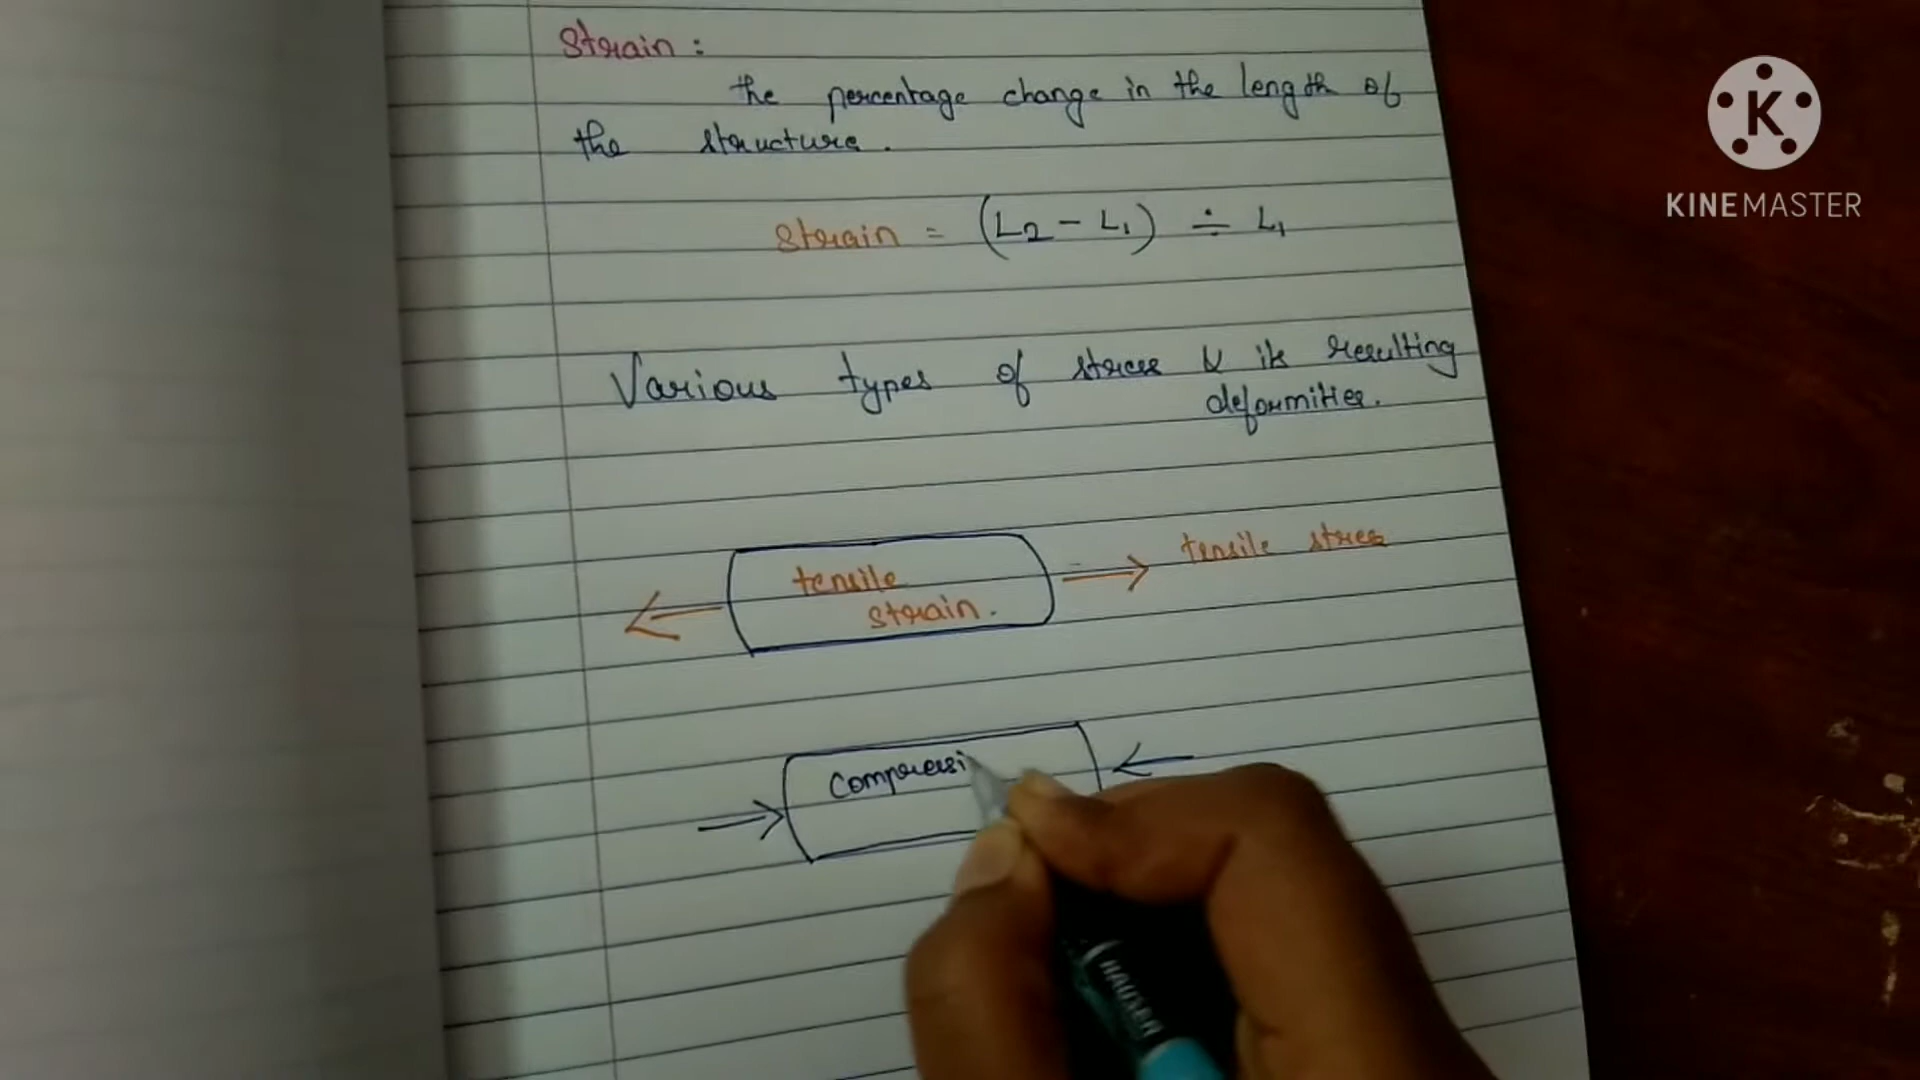 Strain :
the percentage change in the length of
the structure.
Strain = (L2 - L1) ÷ L1
Various types of stress & its resulting
deformities.
tensile stress
tensile
strain.
Compressi
HAUSER
K
KINEMASTER